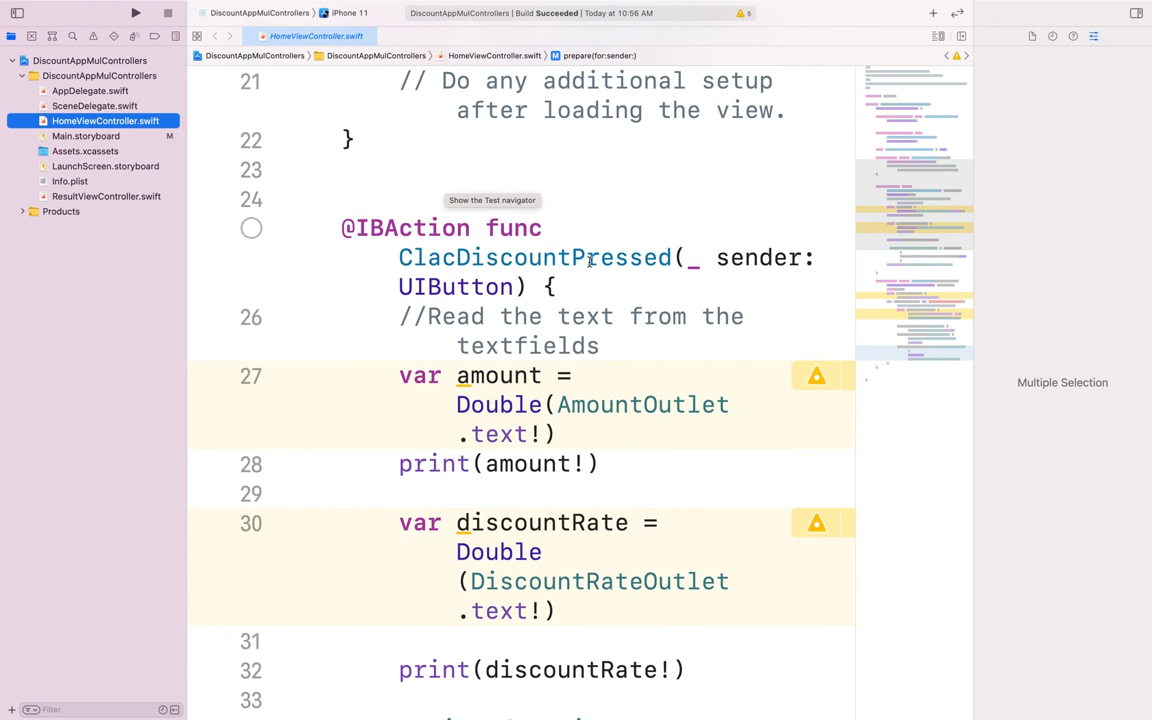 DiscountAppMulControllers 〉 iPhone 11
DiscountAppMulControllers | Build Succeeded | Today at 10:56 AM
5
HomeViewController.swift
DiscountAppMulControllers 〉 DiscountAppMulControllers 〉 HomeViewController.swift 〉 M prepare(for:sender:)
DiscountAppMulControllers
DiscountAppMulControllers
AppDelegate.swift
SceneDelegate.swift
HomeViewController.swift
Main.storyboard M
Assets.xcassets
LaunchScreen.storyboard
Info.plist
ResultViewController.swift
Products
Filter
21 // Do any additional setup
after loading the view.
22 }
23
24
Show the Test navigator
@IBAction func
ClacDiscountPressed(_ sender:
UIButton) {
26 //Read the text from the
textfields
27 var amount =
Double(AmountOutlet
.text!)
28 print(amount!)
29
30 var discountRate =
Double
(DiscountRateOutlet
.text!)
31
32 print(discountRate!)
33
Multiple Selection